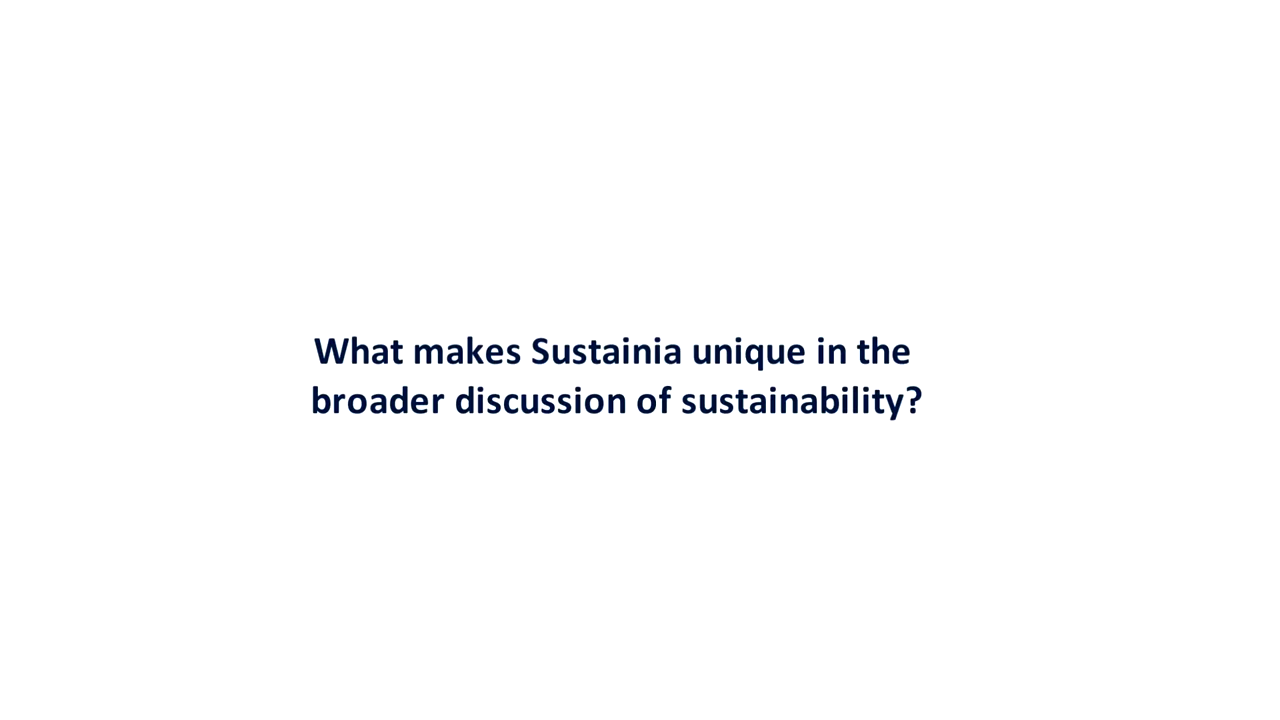 What makes Sustainia unique in the
broader discussion of sustainability?